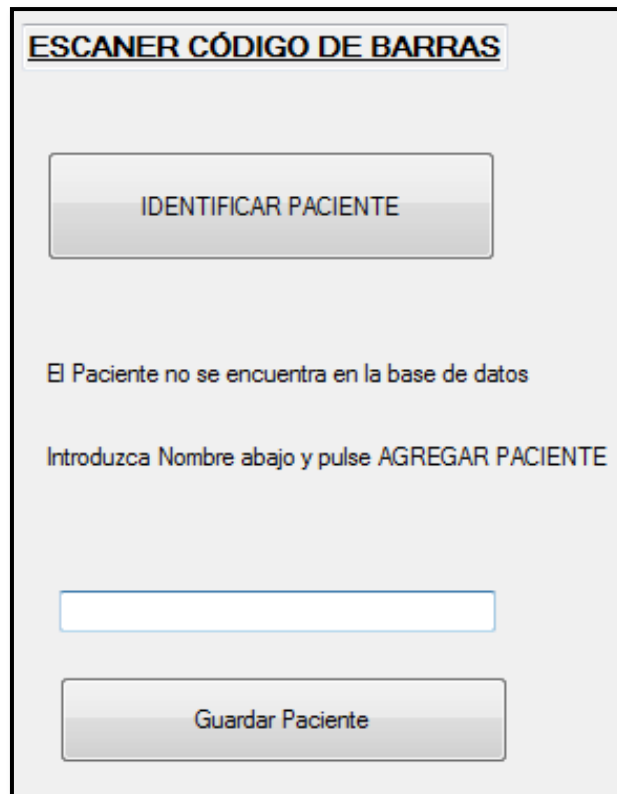 ESCANER CÓDIGO DE BARRAS
IDENTIFICAR PACIENTE
El Paciente no se encuentra en la base de datos
Introduzca Nombre abajo y pulse AGREGAR PACIENTE
Guardar Paciente